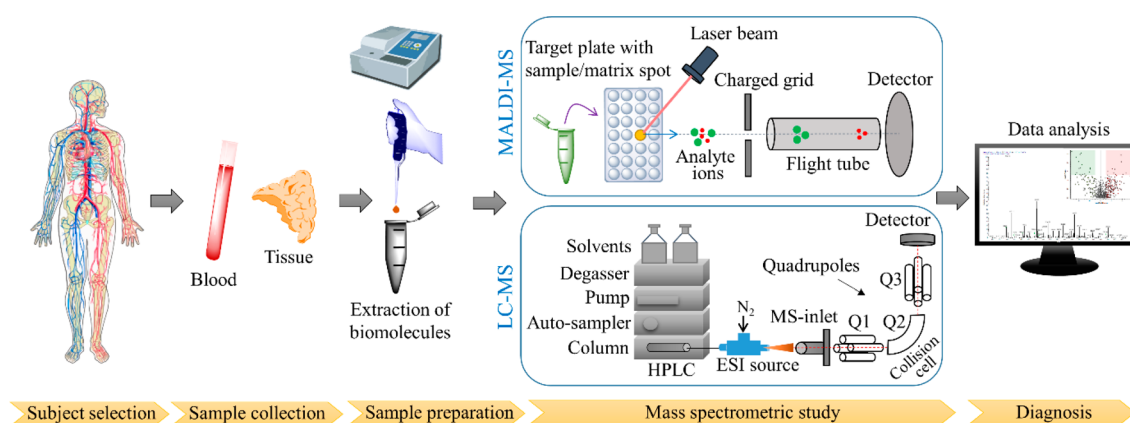 Blood
Tissue
Extraction of
biomolecules
MALDI-MS
Target plate with
sample/matrix spot
Laser beam
Charged grid
Detector
Analyte
ions
Flight tube
LC-MS
Solvents
Degasser
Pump
Auto-sampler
Column
HPLC
N2
ESI source
MS-inlet
Quadrupoles
Q1
Q2
Q3
Collision
cell
Detector
Data analysis
Subject selection
Sample collection
Sample preparation
Mass spectrometric study
Diagnosis